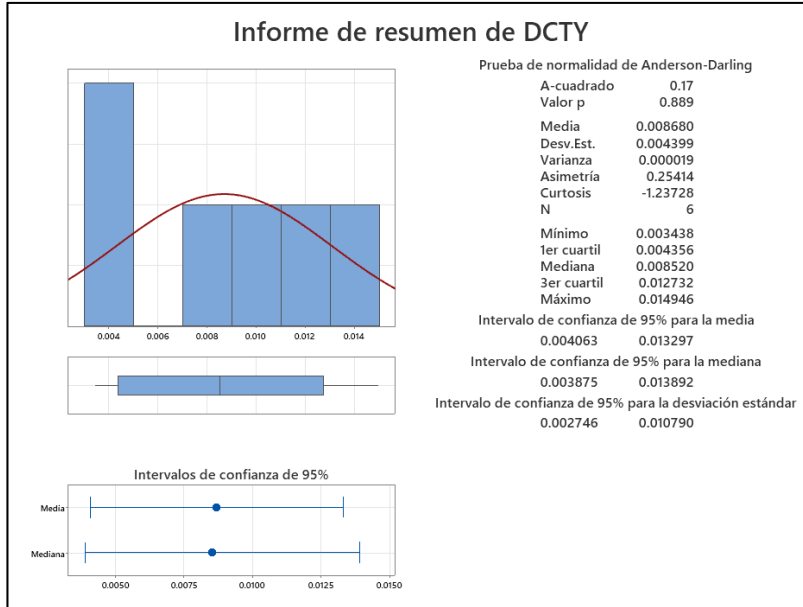 Informe de resumen de DCTY
0.004 0.006 0.008 0.010 0.012 0.014
Prueba de normalidad de Anderson-Darling
A-cuadrado 0.17
Valor p 0.889
Media 0.008680
Desv.Est. 0.004399
Varianza 0.000019
Asimetría 0.25414
Curtosis -1.23728
N 6
Mínimo 0.003438
1er cuartil 0.004356
Mediana 0.008520
3er cuartil 0.012732
Máximo 0.014946
Intervalo de confianza de 95% para la media
0.004063 0.013297
Intervalo de confianza de 95% para la mediana
0.003875 0.013892
Intervalo de confianza de 95% para la desviación estándar
0.002746 0.010790
Intervalos de confianza de 95%
Media
Mediana
0.0050 0.0075 0.0100 0.0125 0.0150